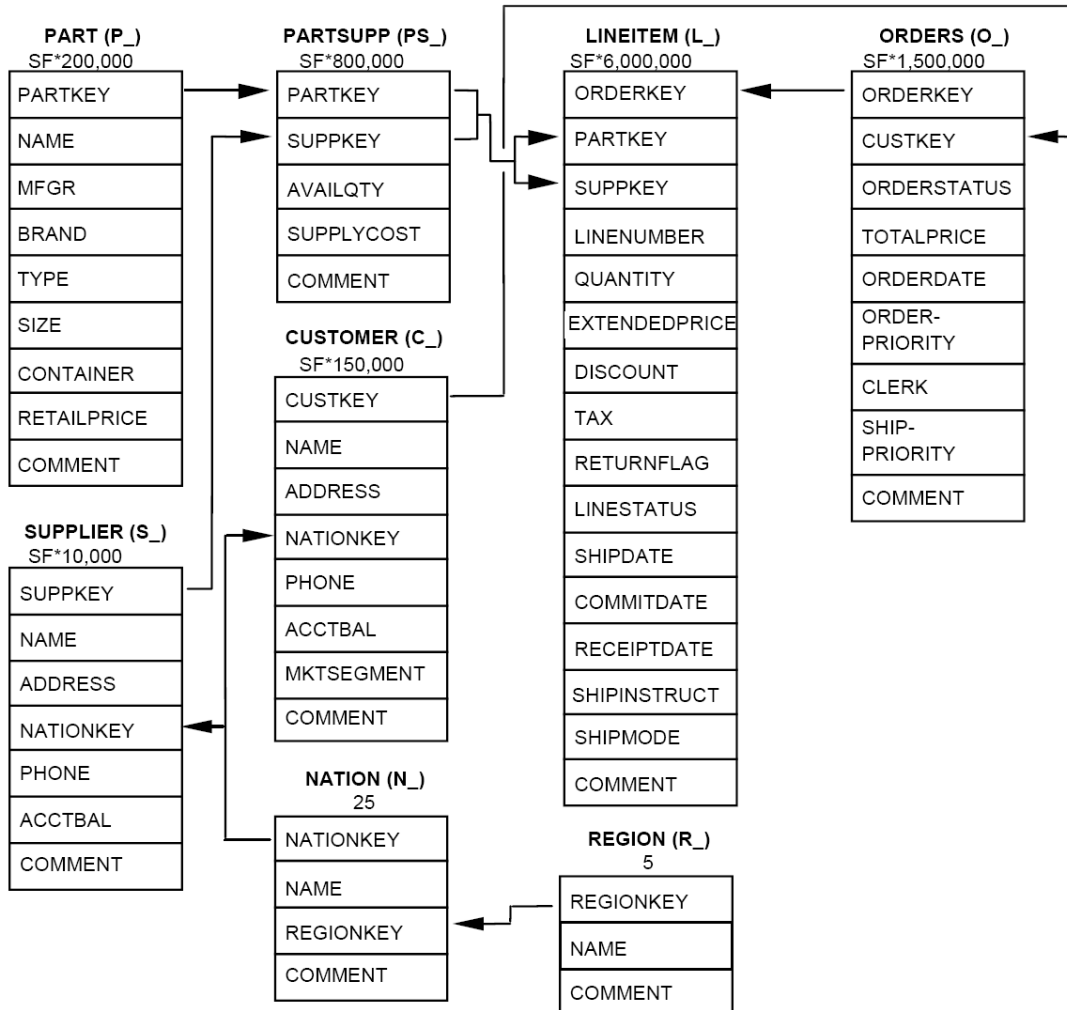 PART (P_)
SF*200,000
PARTKEY
NAME
MFGR
BRAND
TYPE
SIZE
CONTAINER
RETAILPRICE
COMMENT
SUPPLIER (S_)
SF*10,000
SUPPKEY
NAME
ADDRESS
NATIONKEY
PHONE
ACCTBAL
COMMENT
PARTSUPP (PS_)
SF*800,000
PARTKEY
SUPPKEY
AVAILQTY
SUPPLYCOST
COMMENT
CUSTOMER (C_)
SF*150,000
CUSTKEY
NAME
ADDRESS
NATIONKEY
PHONE
ACCTBAL
MKTSEGMENT
COMMENT
NATION (N_)
25
NATIONKEY
NAME
REGIONKEY
COMMENT
LINEITEM (L_)
SF*6,000,000
ORDERKEY
PARTKEY
SUPPKEY
LINENUMBER
QUANTITY
EXTENDEDPRICE
DISCOUNT
TAX
RETURNFLAG
LINESTATUS
SHIPDATE
COMMITDATE
RECEIPTDATE
SHIPINSTRUCT
SHIPMODE
COMMENT
REGION (R_)
5
REGIONKEY
NAME
COMMENT
ORDERS (O_)
SF*1,500,000
ORDERKEY
CUSTKEY
ORDERSTATUS
TOTALPRICE
ORDERDATE
ORDER-
PRIORITY
CLERK
SHIP-
PRIORITY
COMMENT